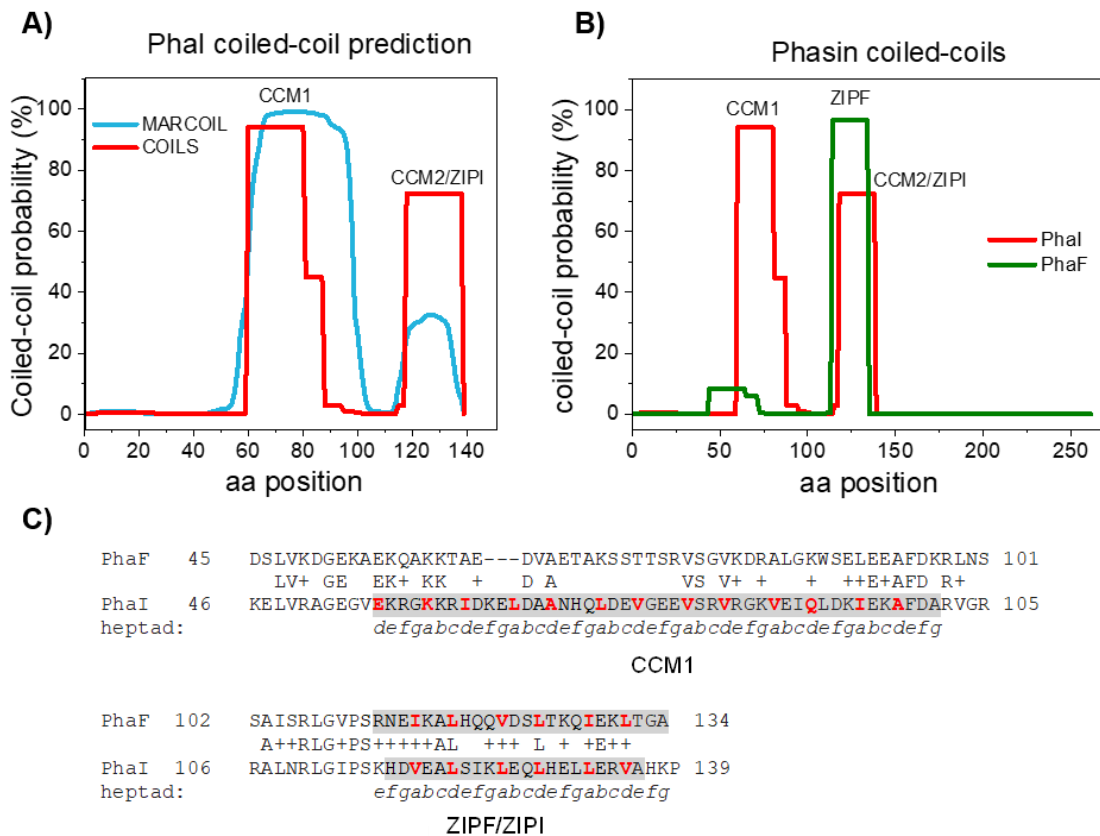 A)
PhaI coiled-coil prediction
Coiled-coil probability (%)
100
80
60
40
20
0
CCM1
MARCOIL
COILS
CCM2/ZIPI
0 20 40 60 80 100 120 140
aa position
B)
Phasin coiled-coils
coiled-coil probability (%)
100
80
60
40
20
0
ZIPF
CCM1
CCM2/ZIPI
PhaI
PhaF
0 50 100 150 200 250
aa position
C)
PhaF 45 DSLVKDGEKAEKQAKKTAE---DVAETAKSSTTSRVSGVKDRALGKWSELEEAFDKRLNS 101
LV+ GE EK+ KK + D A VS V+ + + ++E+AFD R+
PhaI 46 KELVRAGEGVEKRGKKRIDKELDAANHQLDEVGEEVSRVRGKVEIQLDKIEKAFDARVGR 105
heptad: defgabcdefgabcdefgabcdefgabcdefgabcdefgabcdefgabcdefg
CCM1
PhaF 102 SAISRLGVPSRNEIKALHQQVDSLTKQIEKLTGA 134
A++RLG+PS+++++AL +++ L + +E++
PhaI 106 RALNRLGIPSKHDVEALSIKLEQLHELLERVAHKP 139
heptad: efgabcdefgabcdefgabcdefg
ZIPF/ZIPI